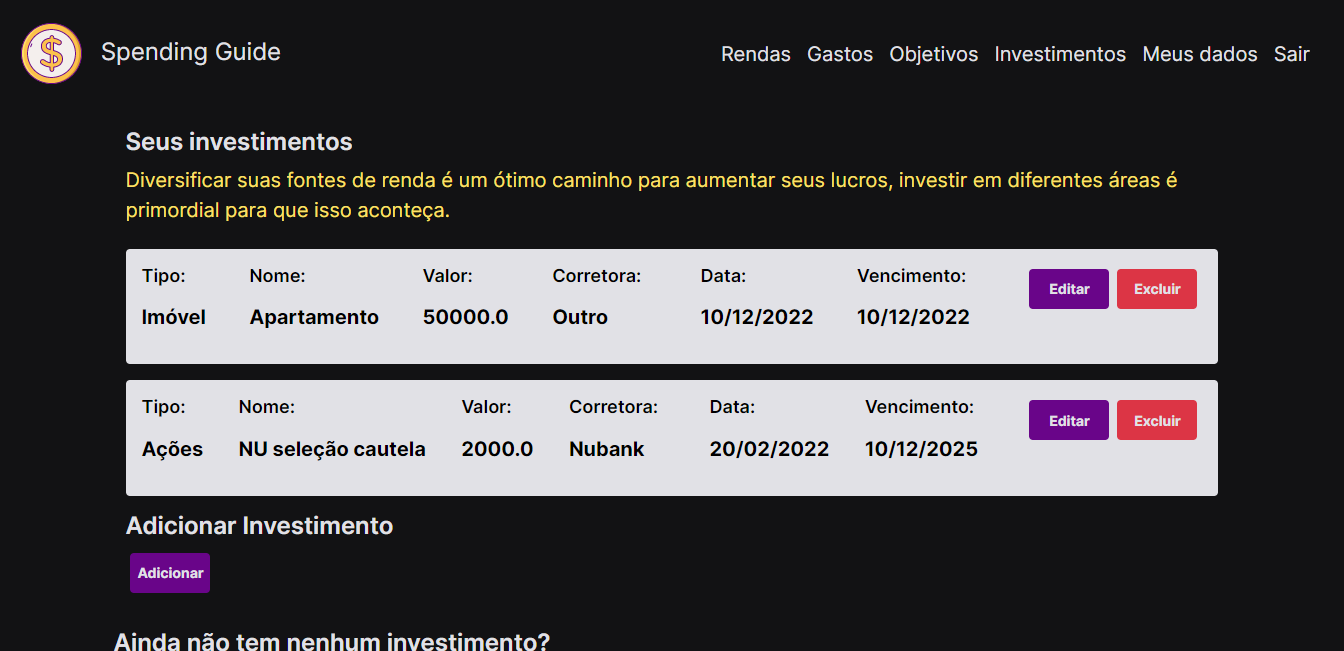 $
Spending Guide
Rendas Gastos Objetivos Investimentos Meus dados Sair
Seus investimentos
Diversificar suas fontes de renda é um ótimo caminho para aumentar seus lucros, investir em diferentes áreas é
primordial para que isso aconteça.
Tipo: Nome: Valor: Corretora: Data: Vencimento:
Imóvel Apartamento 50000.0 Outro 10/12/2022 10/12/2022
Editar Excluir
Tipo: Nome: Valor: Corretora: Data: Vencimento:
Ações NU seleção cautela 2000.0 Nubank 20/02/2022 10/12/2025
Editar Excluir
Adicionar Investimento
Adicionar
Ainda não tem nenhum investimento?